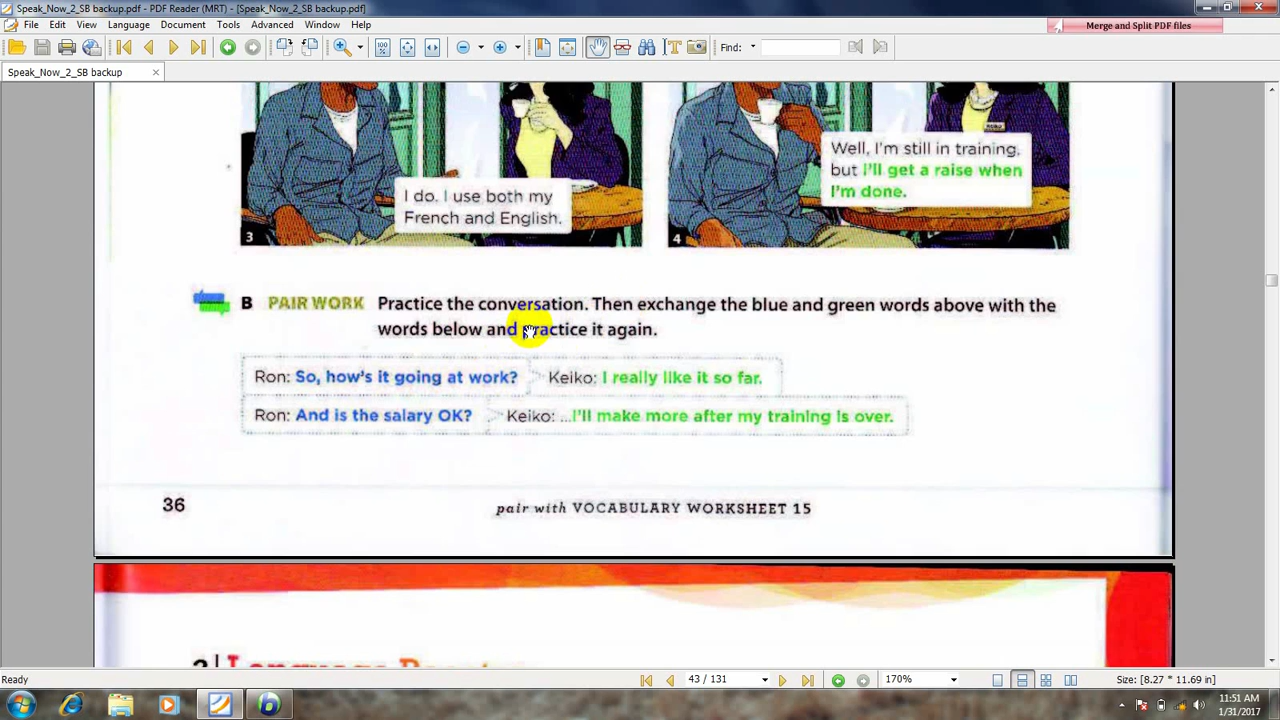 Speak_Now_2_SB backup.pdf - PDF Reader (MRT) - [Speak_Now_2_SB backup.pdf]
File Edit View Language Document Tools Advanced Window Help
Merge and Split PDF files
Find:
Speak_Now_2_SB backup
Well, I'm still in training,
but I'll get a raise when
I'm done.
I do. I use both my
French and English.
3
4
B PAIR WORK Practice the conversation. Then exchange the blue and green words above with the
words below and practice it again.
Ron: So, how's it going at work? Keiko: I really like it so far.
Ron: And is the salary OK? Keiko: ...I'll make more after my training is over.
36
pair with VOCABULARY WORKSHEET 15
Ready
43 / 131
170%
Size: [8.27 * 11.69 in]
11:51 AM
1/31/2017